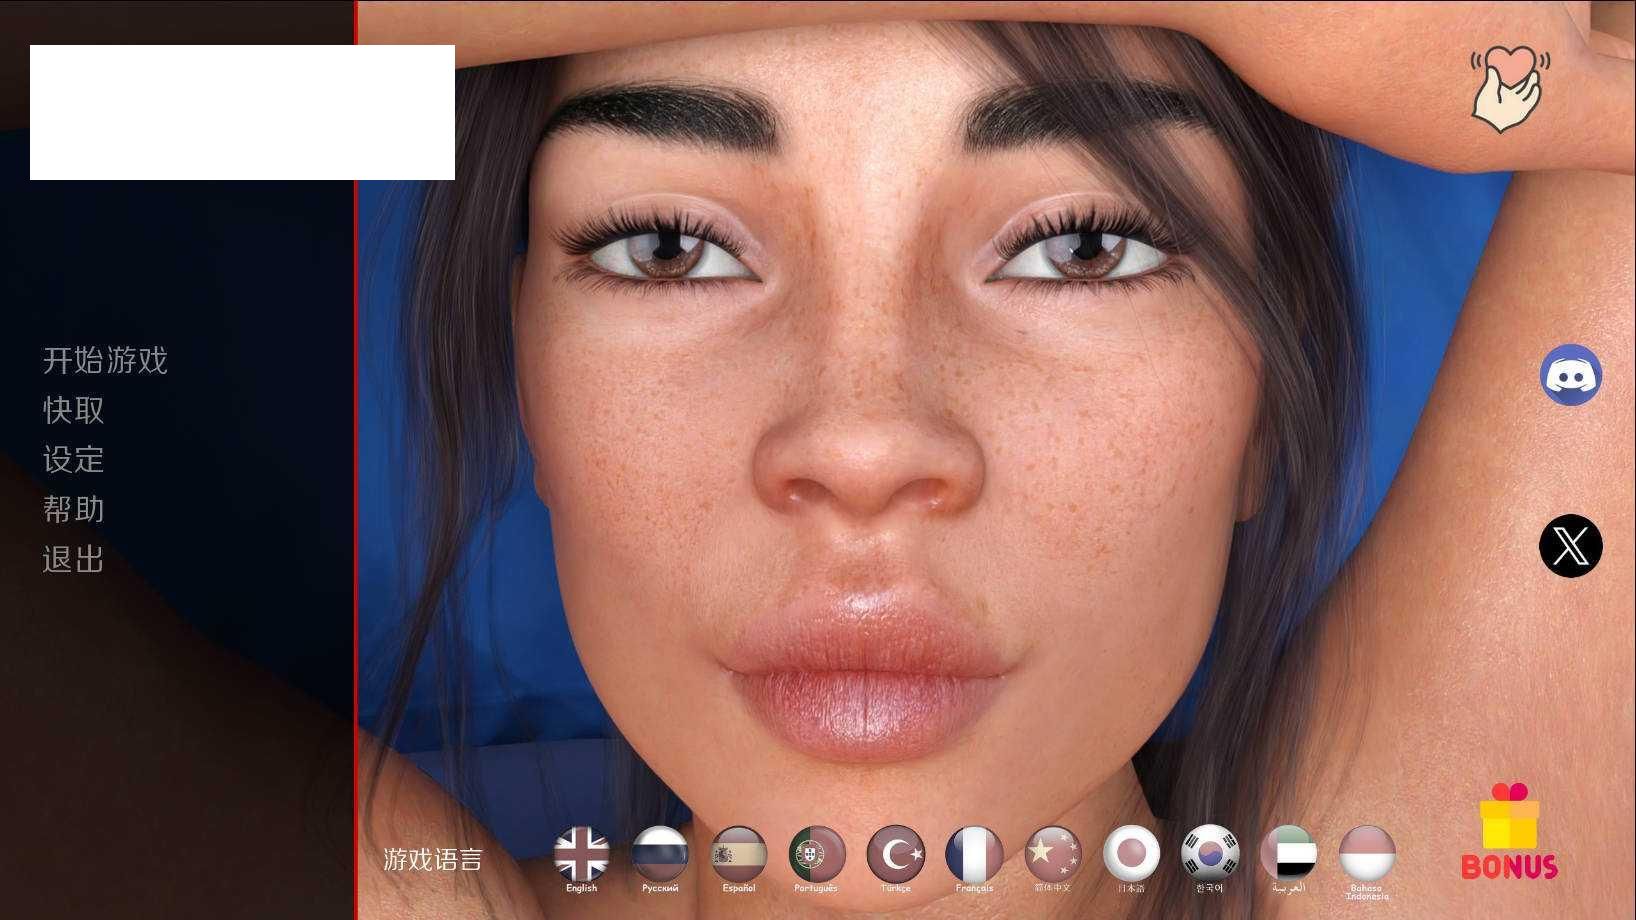 开始游戏
快取
设定
帮助
退出
游戏语言
English
Русский
Español
Português
Türkçe
Français
简体中文
日本語
한국어
العربية
Bahasa
Indonesia
BONUS